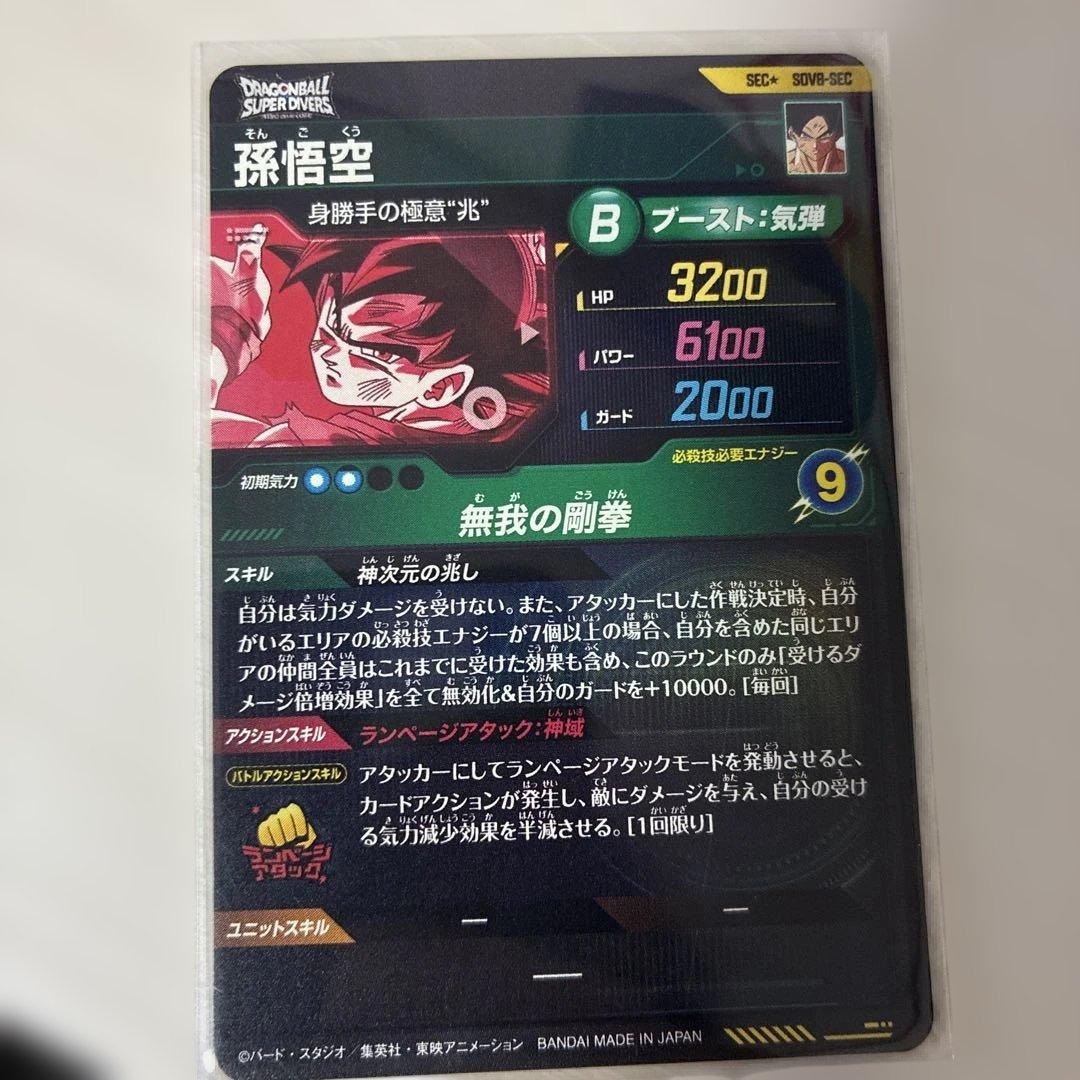 DRAGONBALL
SUPER DIVERS
SEC★ SDV8-SEC
そん ご くう
孫悟空
身勝手の極意“兆”
B ブースト:気弾
HP 3200
パワー 6100
ガード 2000
必殺技必要エナジー
9
初期気力
む が ごう けん
無我の剛拳
スキル
しん じ げん きざ
神次元の兆し
自分は気力ダメージを受けない。また、アタッカーにした作戦決定時、自分
がいるエリアの必殺技エナジーが7個以上の場合、自分を含めた同じエリ
アの仲間全員はこれまでに受けた効果も含め、このラウンドのみ「受けるダ
メージ倍増効果」を全て無効化&自分のガードを+10000。[毎回]
アクションスキル
しん いき
ランページアタック:神域
バトルアクションスキル
アタッカーにしてランページアタックモードを発動させると、
カードアクションが発生し、敵にダメージを与え、自分の受け
る気力減少効果を半減させる。[1回限り]
ランページ
アタック
ユニットスキル
©バード・スタジオ/集英社・東映アニメーション BANDAI MADE IN JAPAN